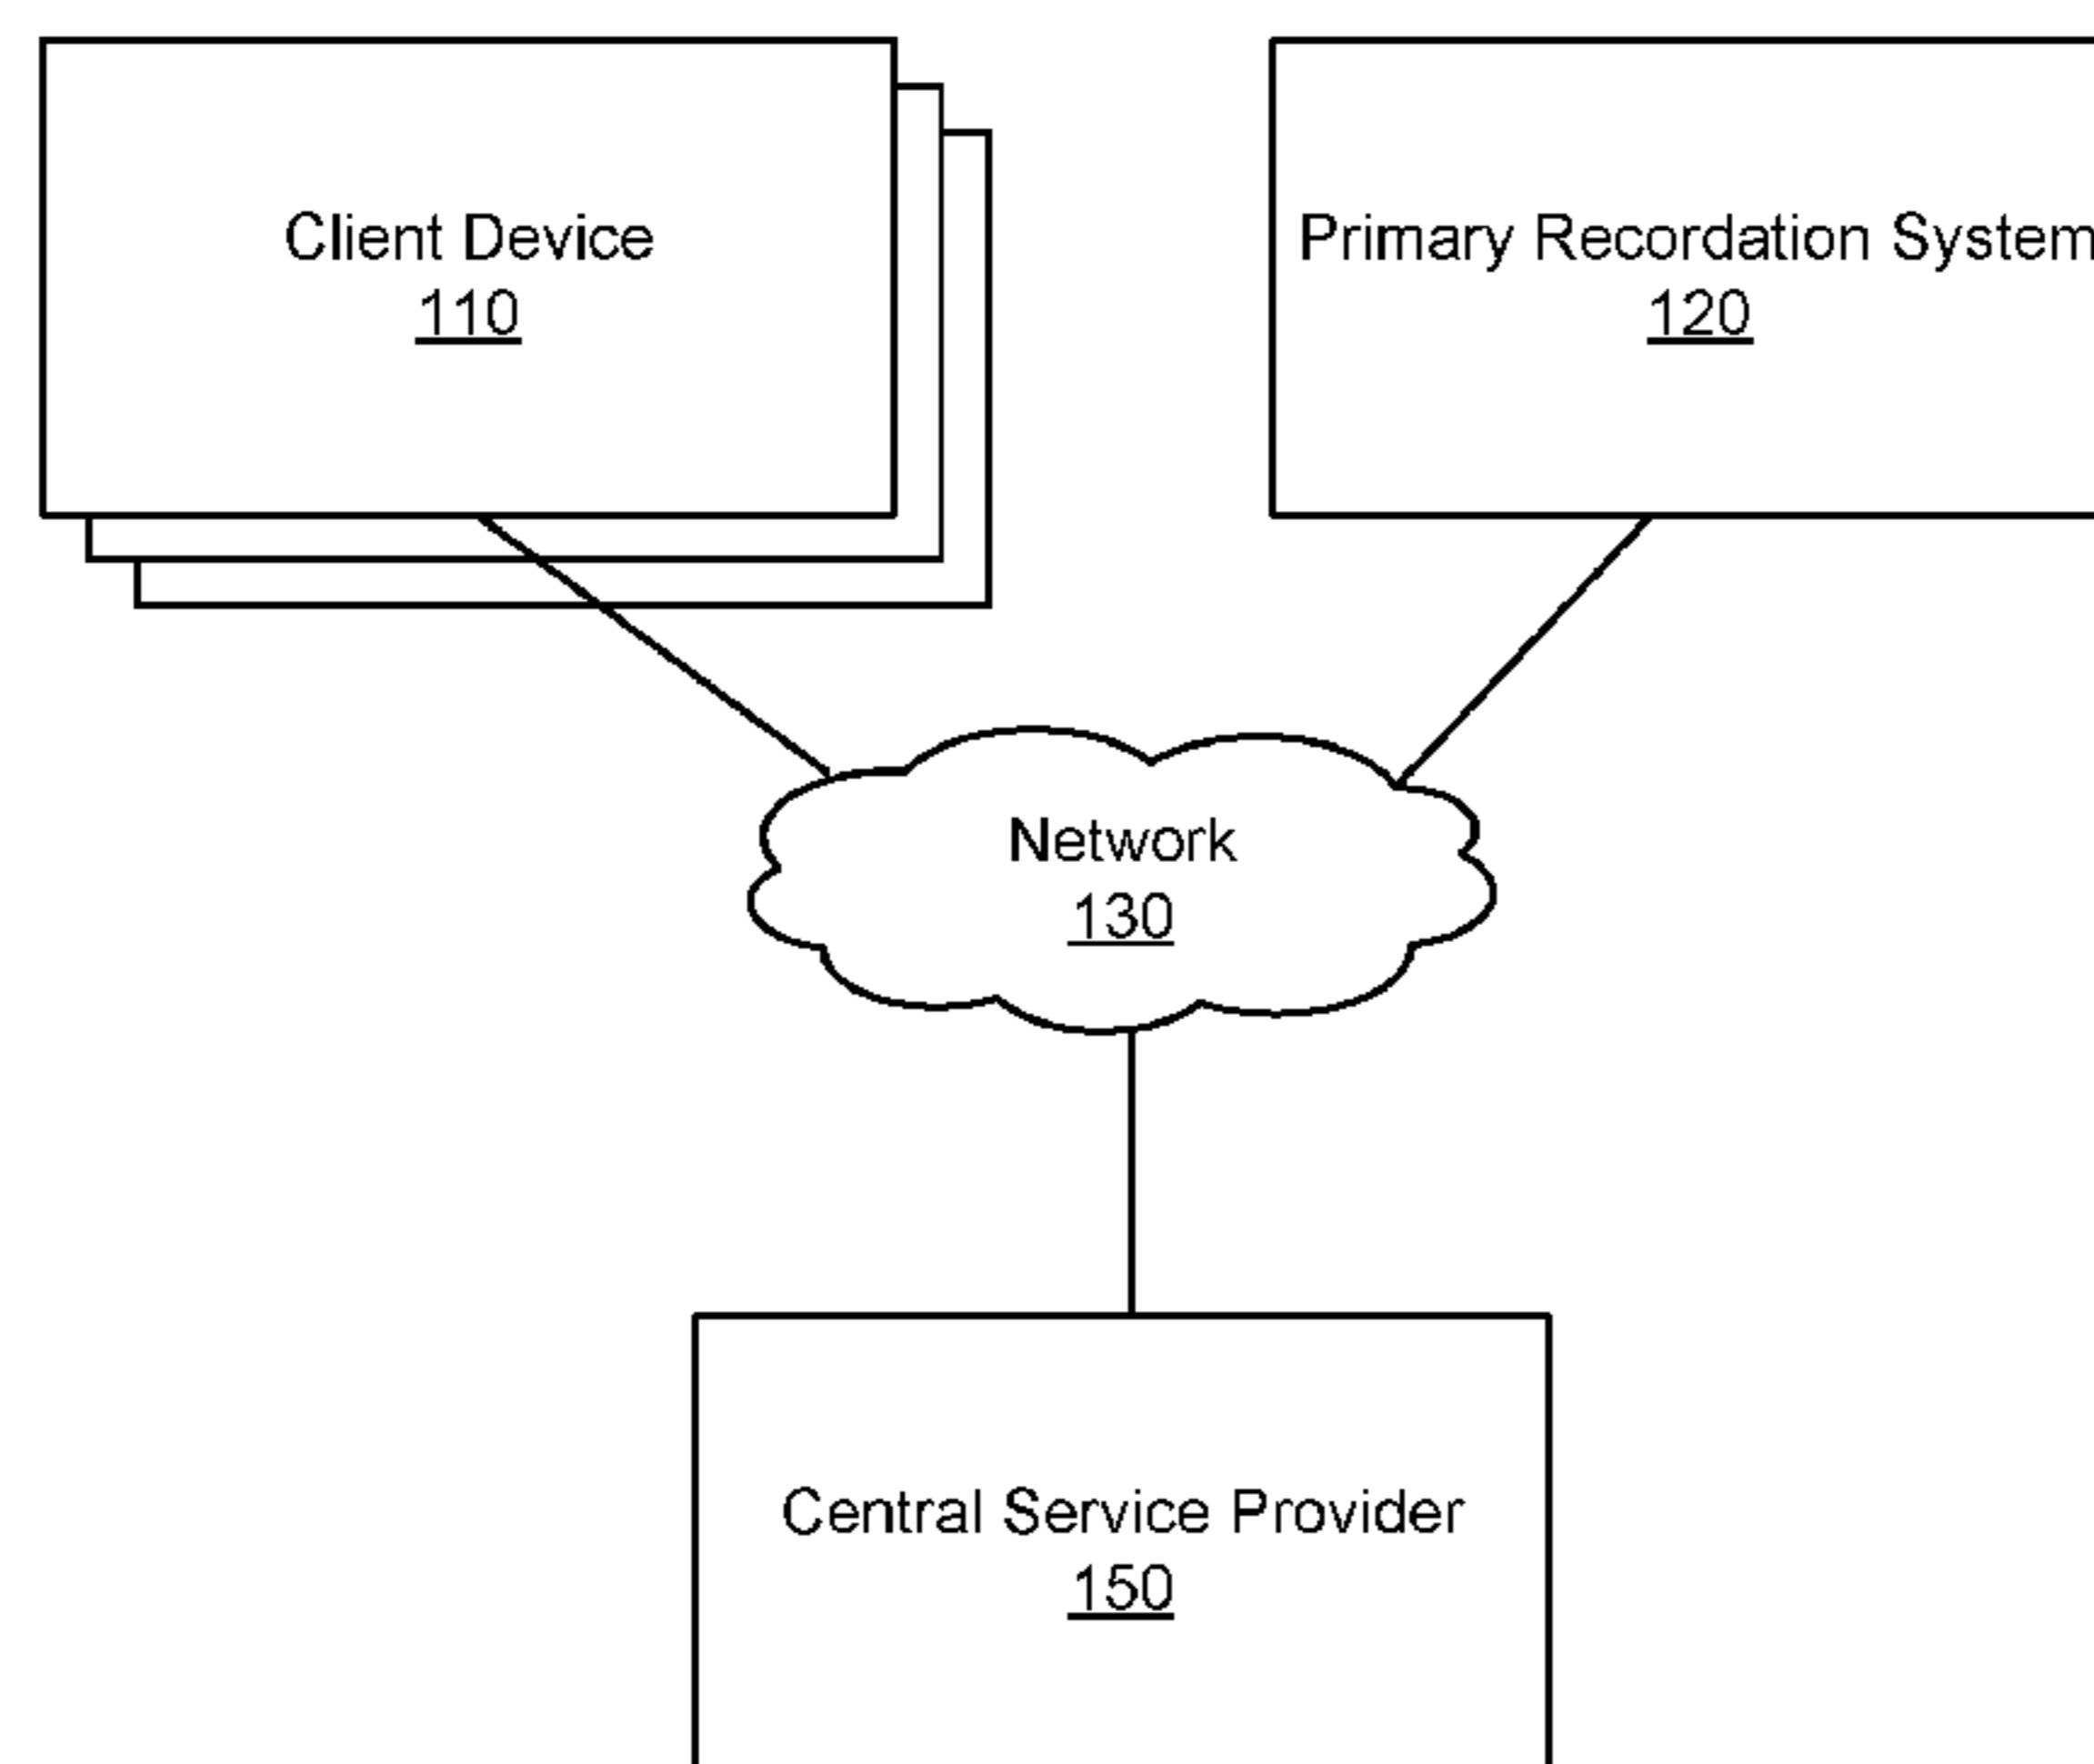 Client Device
110
Primary Recordation System
120
Network
130
Central Service Provider
150